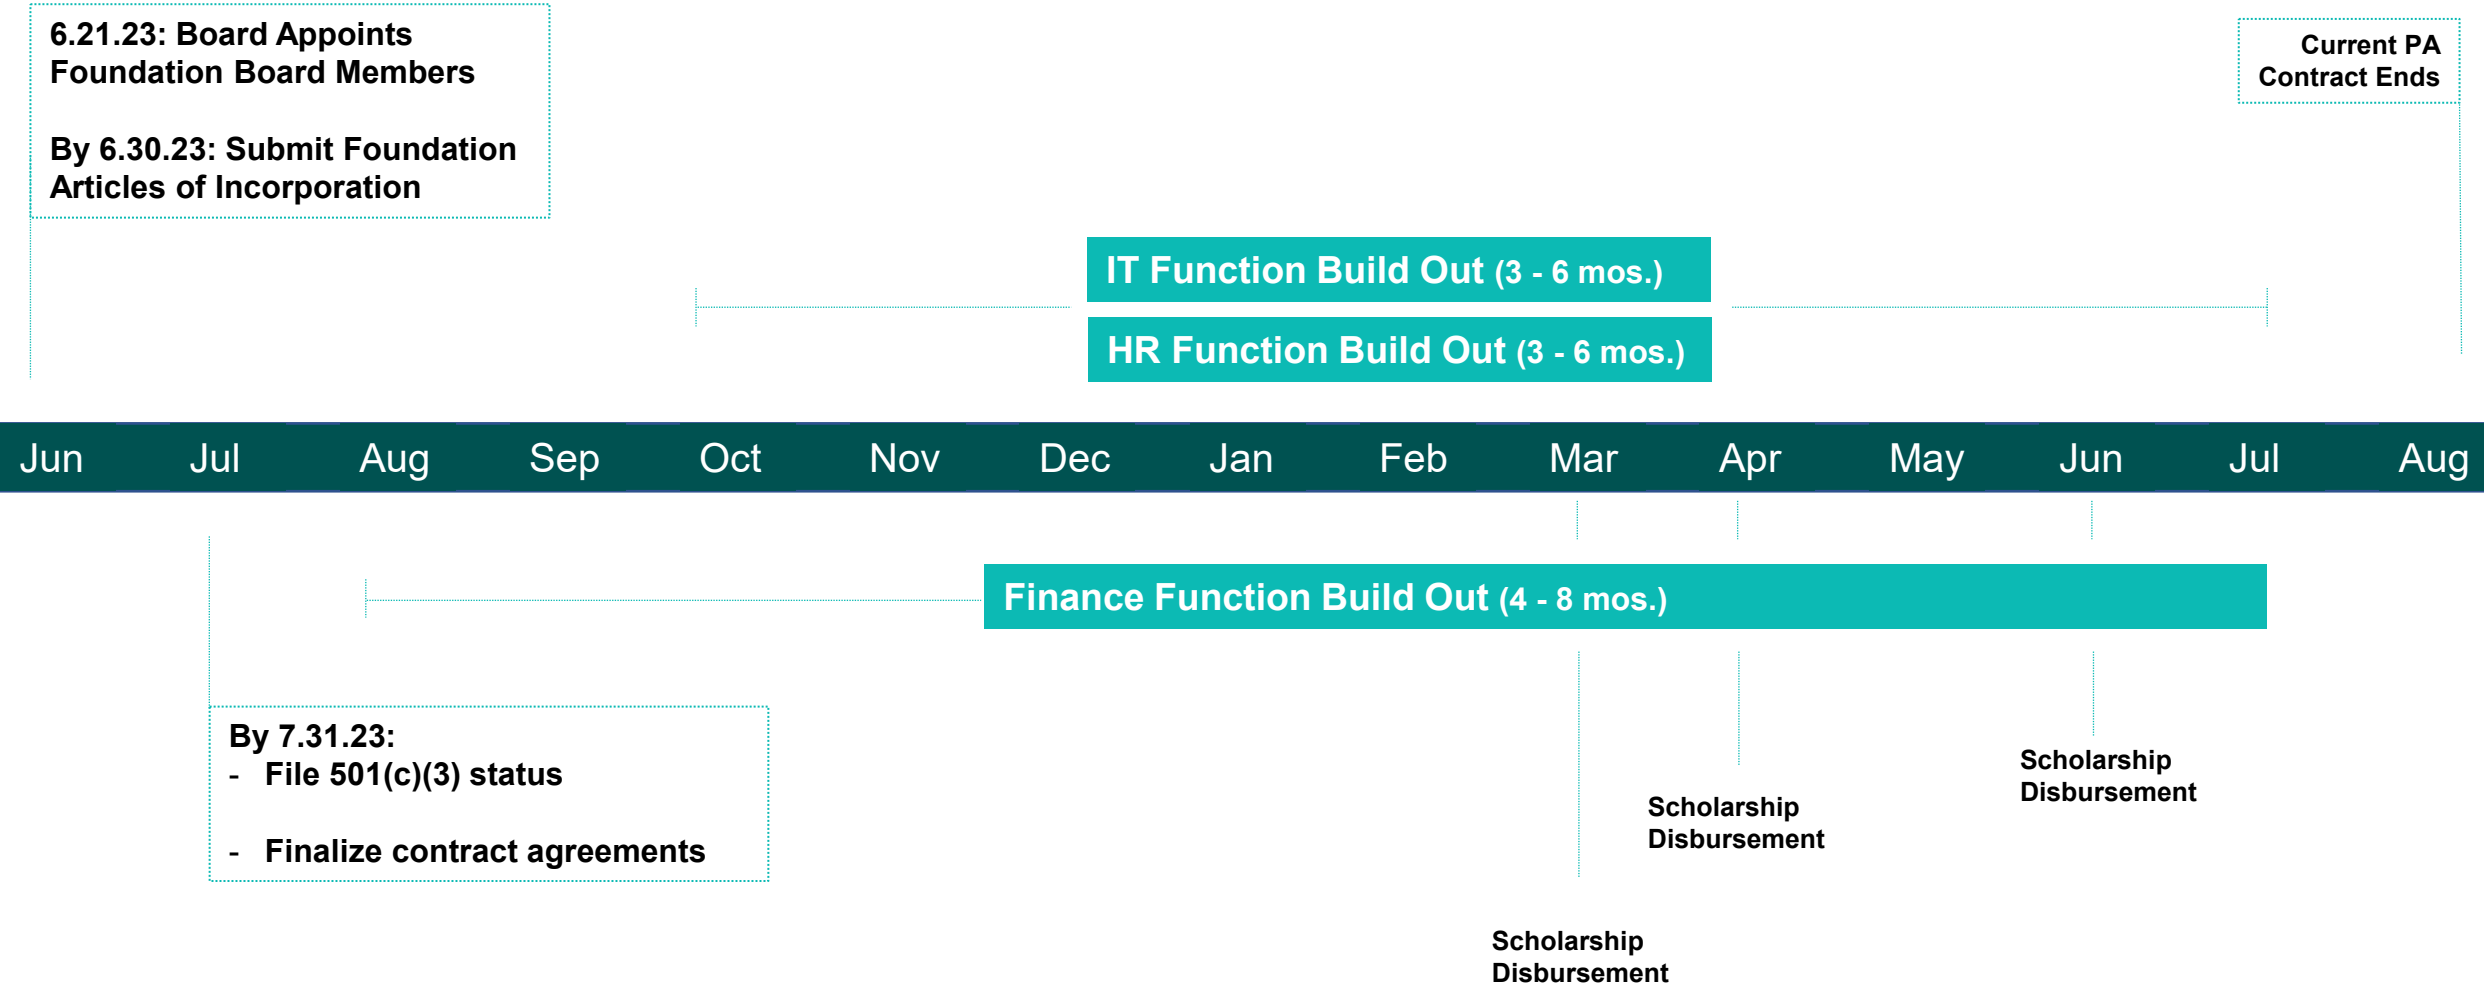 6.21.23: Board Appoints
Foundation Board Members
By 6.30.23: Submit Foundation
Articles of Incorporation
Current PA
Contract Ends
IT Function Build Out (3 - 6 mos.)
HR Function Build Out (3 - 6 mos.)
Jun Jul Aug Sep Oct Nov Dec Jan Feb Mar Apr May Jun Jul Aug
Finance Function Build Out (4 - 8 mos.)
By 7.31.23:
- File 501(c)(3) status
- Finalize contract agreements
Scholarship
Disbursement
Scholarship
Disbursement
Scholarship
Disbursement